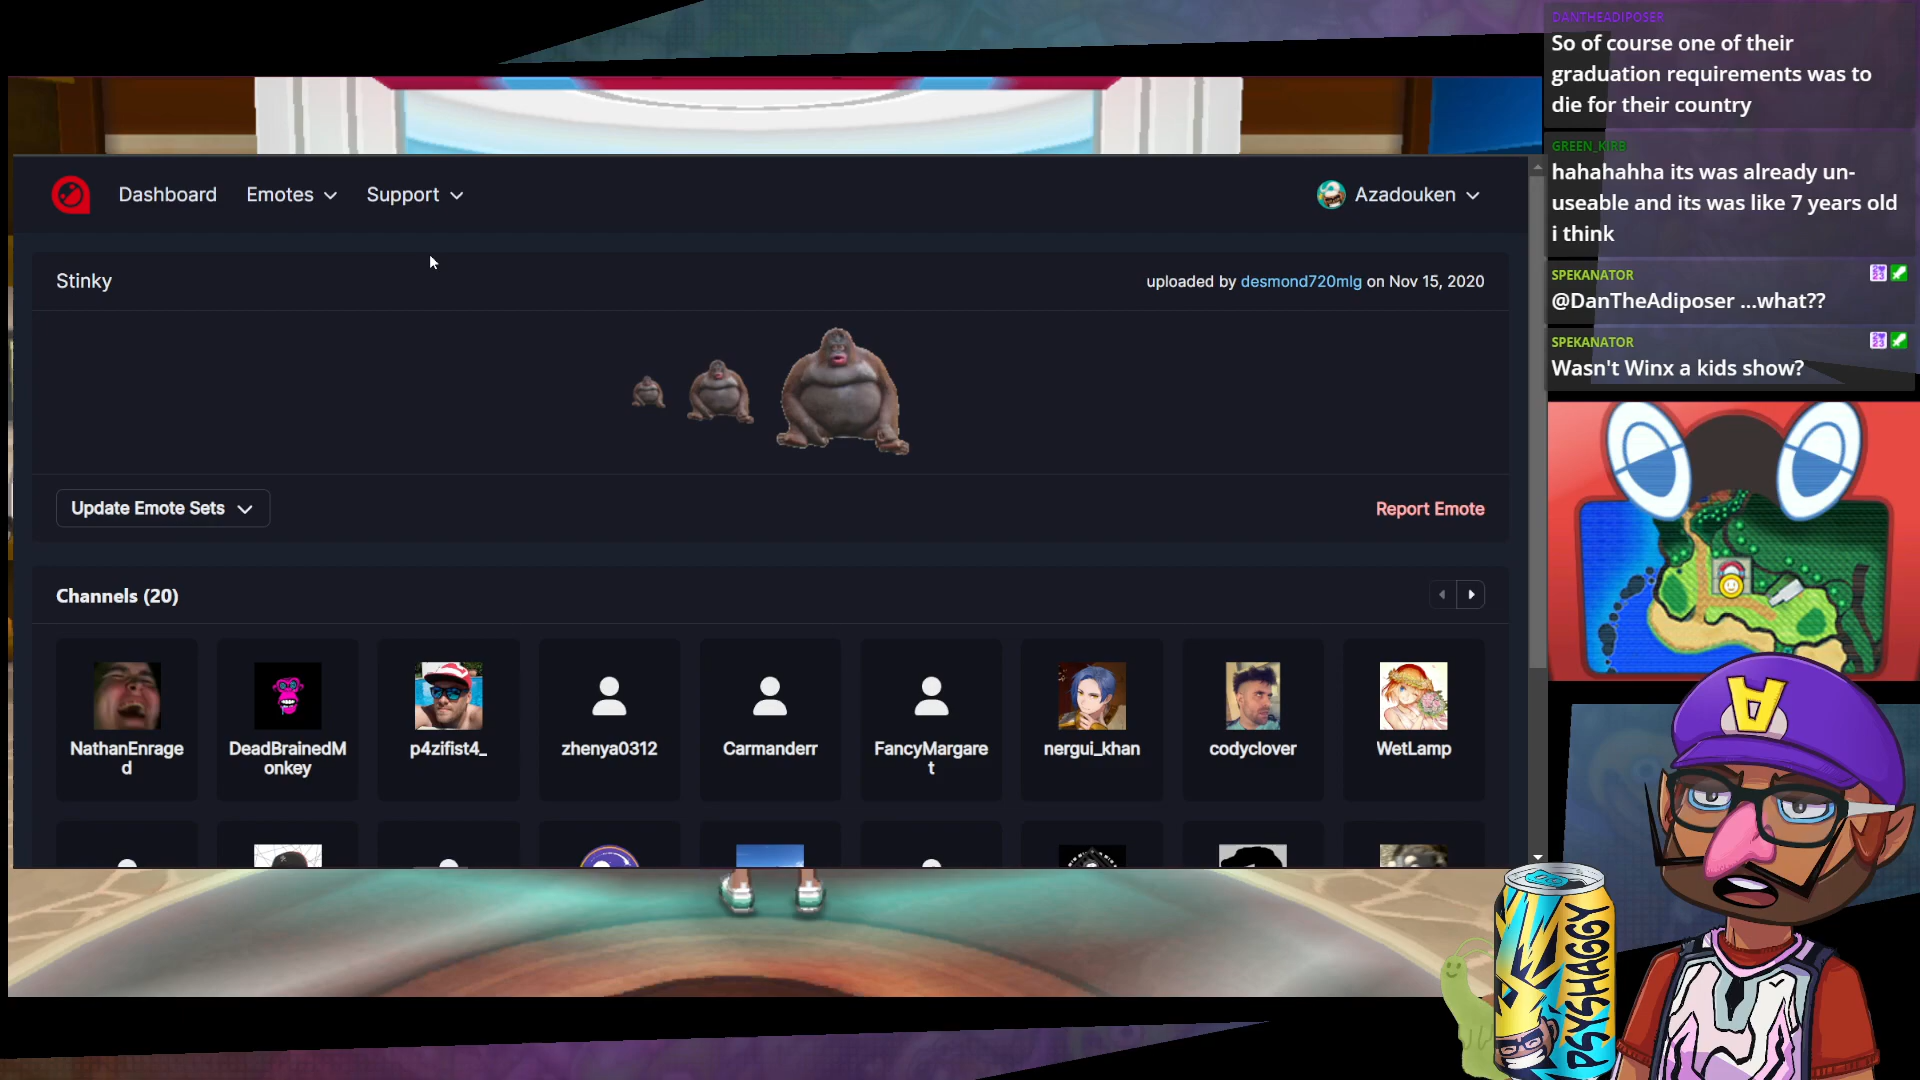 DANTHEADIPOSER
So of course one of their
graduation requirements was to
die for their country
GREEN_KIRB
hahahahha its was already un-
useable and its was like 7 years old
i think
SPEKANATOR
@DanTheAdiposer ...what??
SPEKANATOR
Wasn't Winx a kids show?
Dashboard Emotes Support Azadouken
Stinky uploaded by desmond720mlg on Nov 15, 2020
Update Emote Sets Report Emote
Channels (20)
NathanEnrage
d
DeadBrainedM
onkey
p4zifist4_
zhenya0312
Carmanderr
FancyMargare
t
nergui_khan
codyclover
WetLamp
PSYSHAGGY